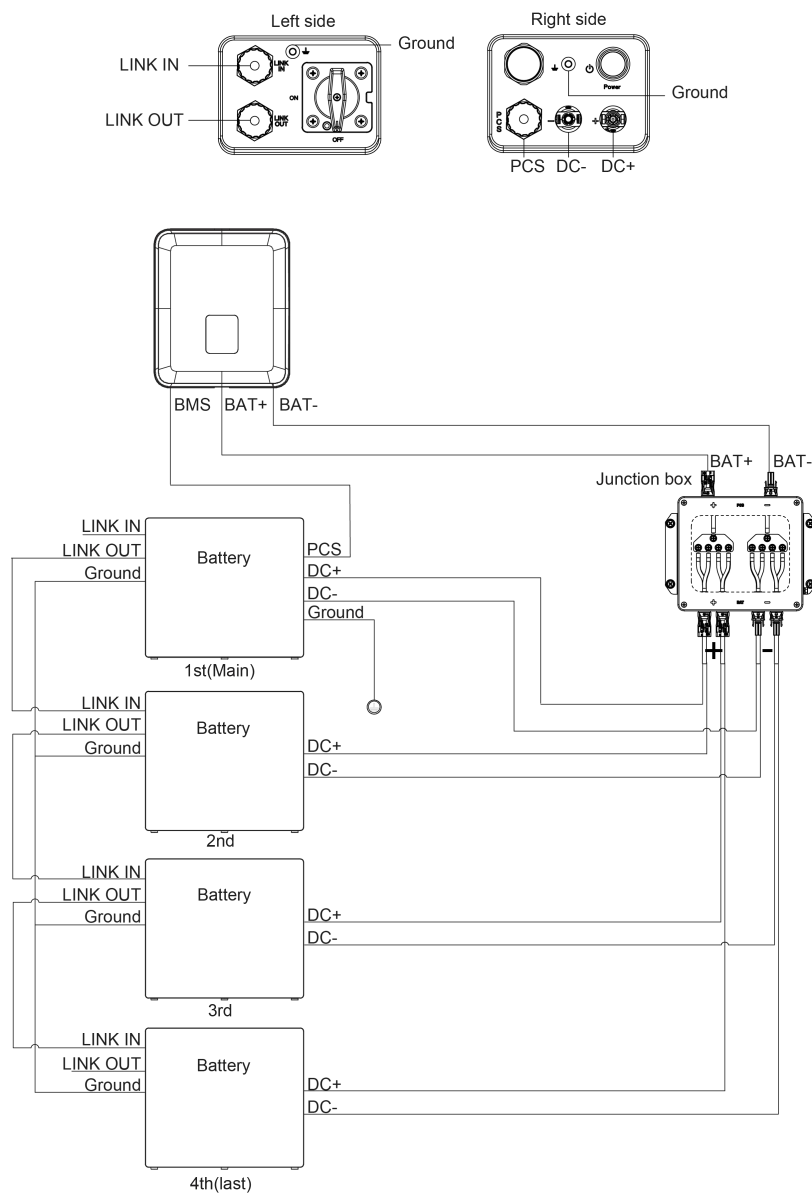 Left side
Right side
LINK IN
LINK OUT
Ground
LINK
IN
LINK
OUT
ON
OFF
Power
Ground
P
C
S
PCS
DC-
DC+
BMS
BAT+
BAT-
BAT+
BAT-
Junction box
PCS
+
-
+
BAT
-
+
-
LINK IN
LINK OUT
Ground
Battery
PCS
DC+
DC-
Ground
1st(Main)
LINK IN
LINK OUT
Ground
Battery
DC+
DC-
2nd
LINK IN
LINK OUT
Ground
Battery
DC+
DC-
3rd
LINK IN
LINK OUT
Ground
Battery
DC+
DC-
4th(last)